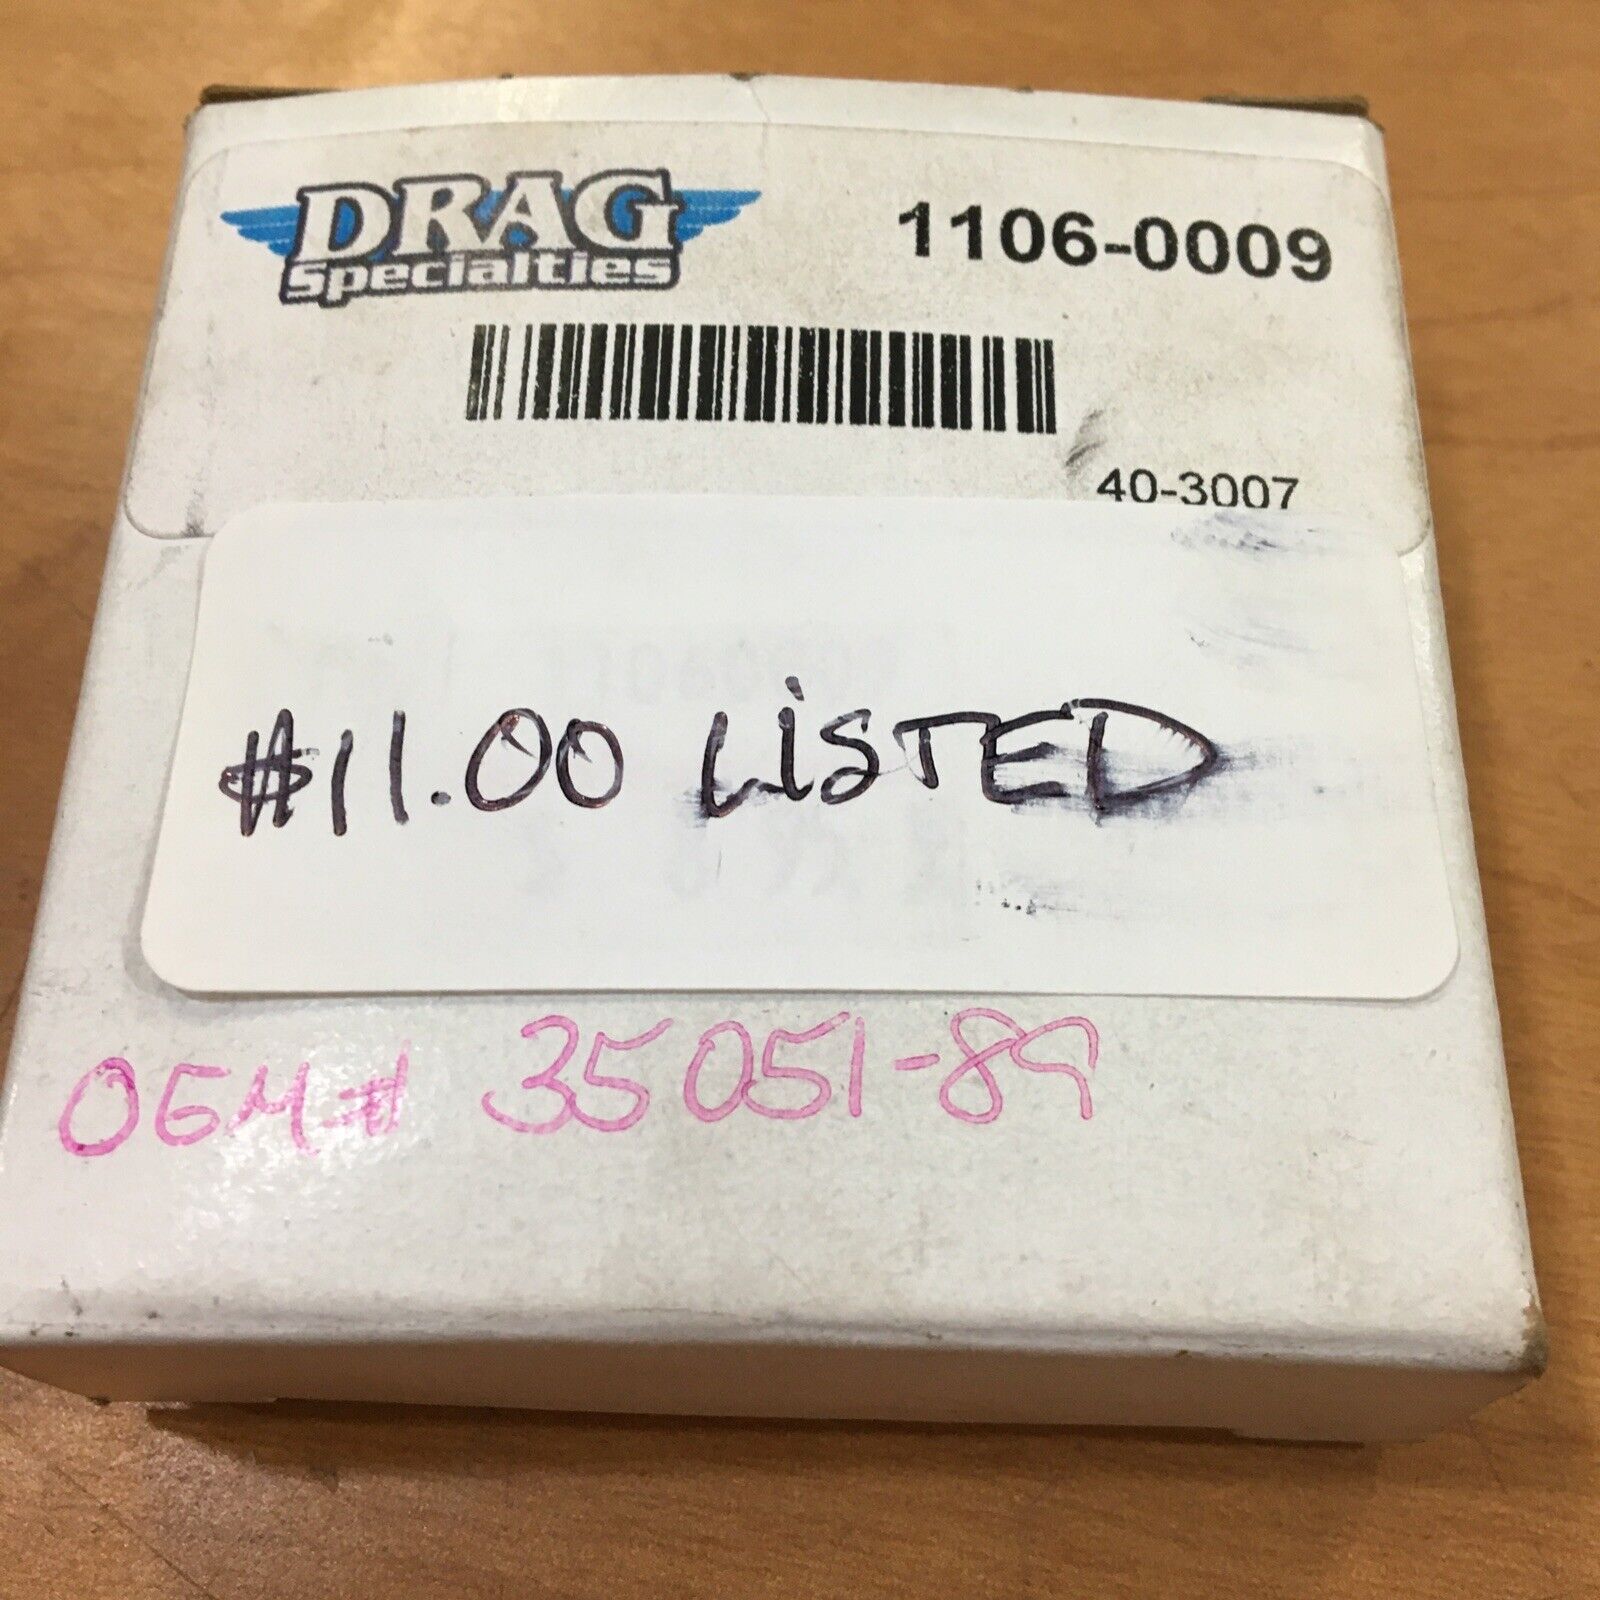 DRAG
Specialties
1106-0009
40-3007
$11.00 LiSTED
OEM# 35051-89